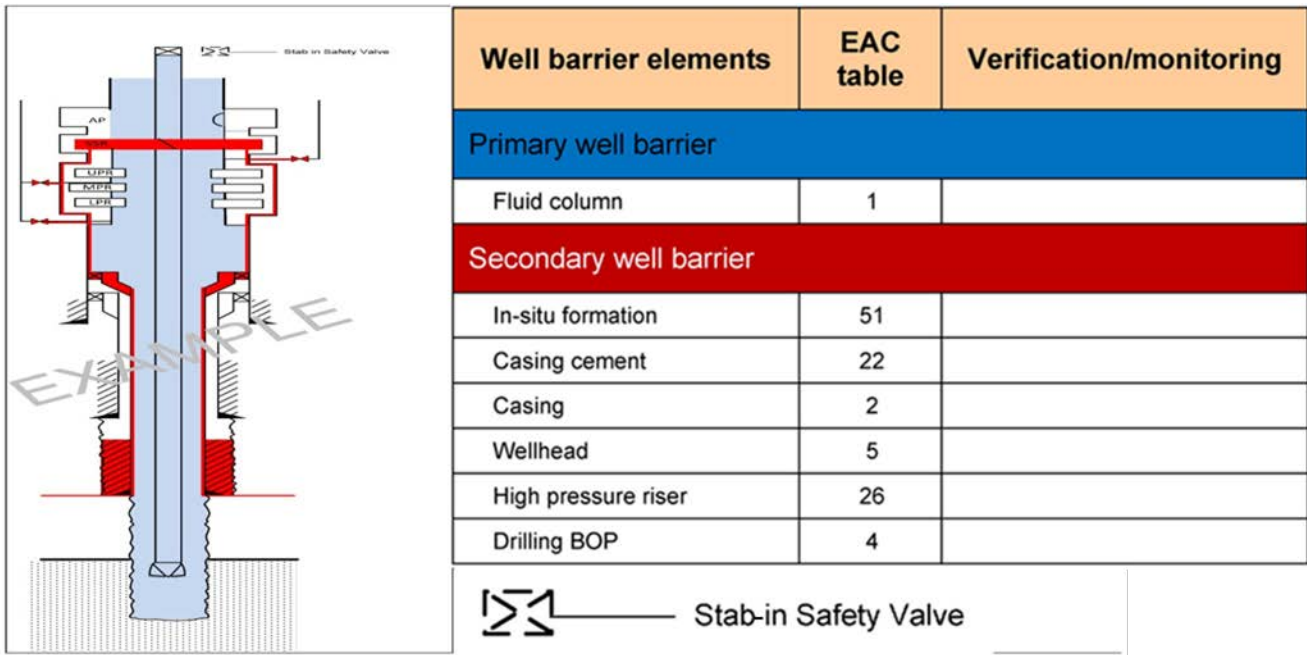 Stab in Safety Valve
AP
SSR
UPR
MPR
LPR
EXAMPLE
Well barrier elements
EAC
table
Verification/monitoring
Primary well barrier
Fluid column
1
Secondary well barrier
In-situ formation
51
Casing cement
22
Casing
2
Wellhead
5
High pressure riser
26
Drilling BOP
4
Stab-in Safety Valve